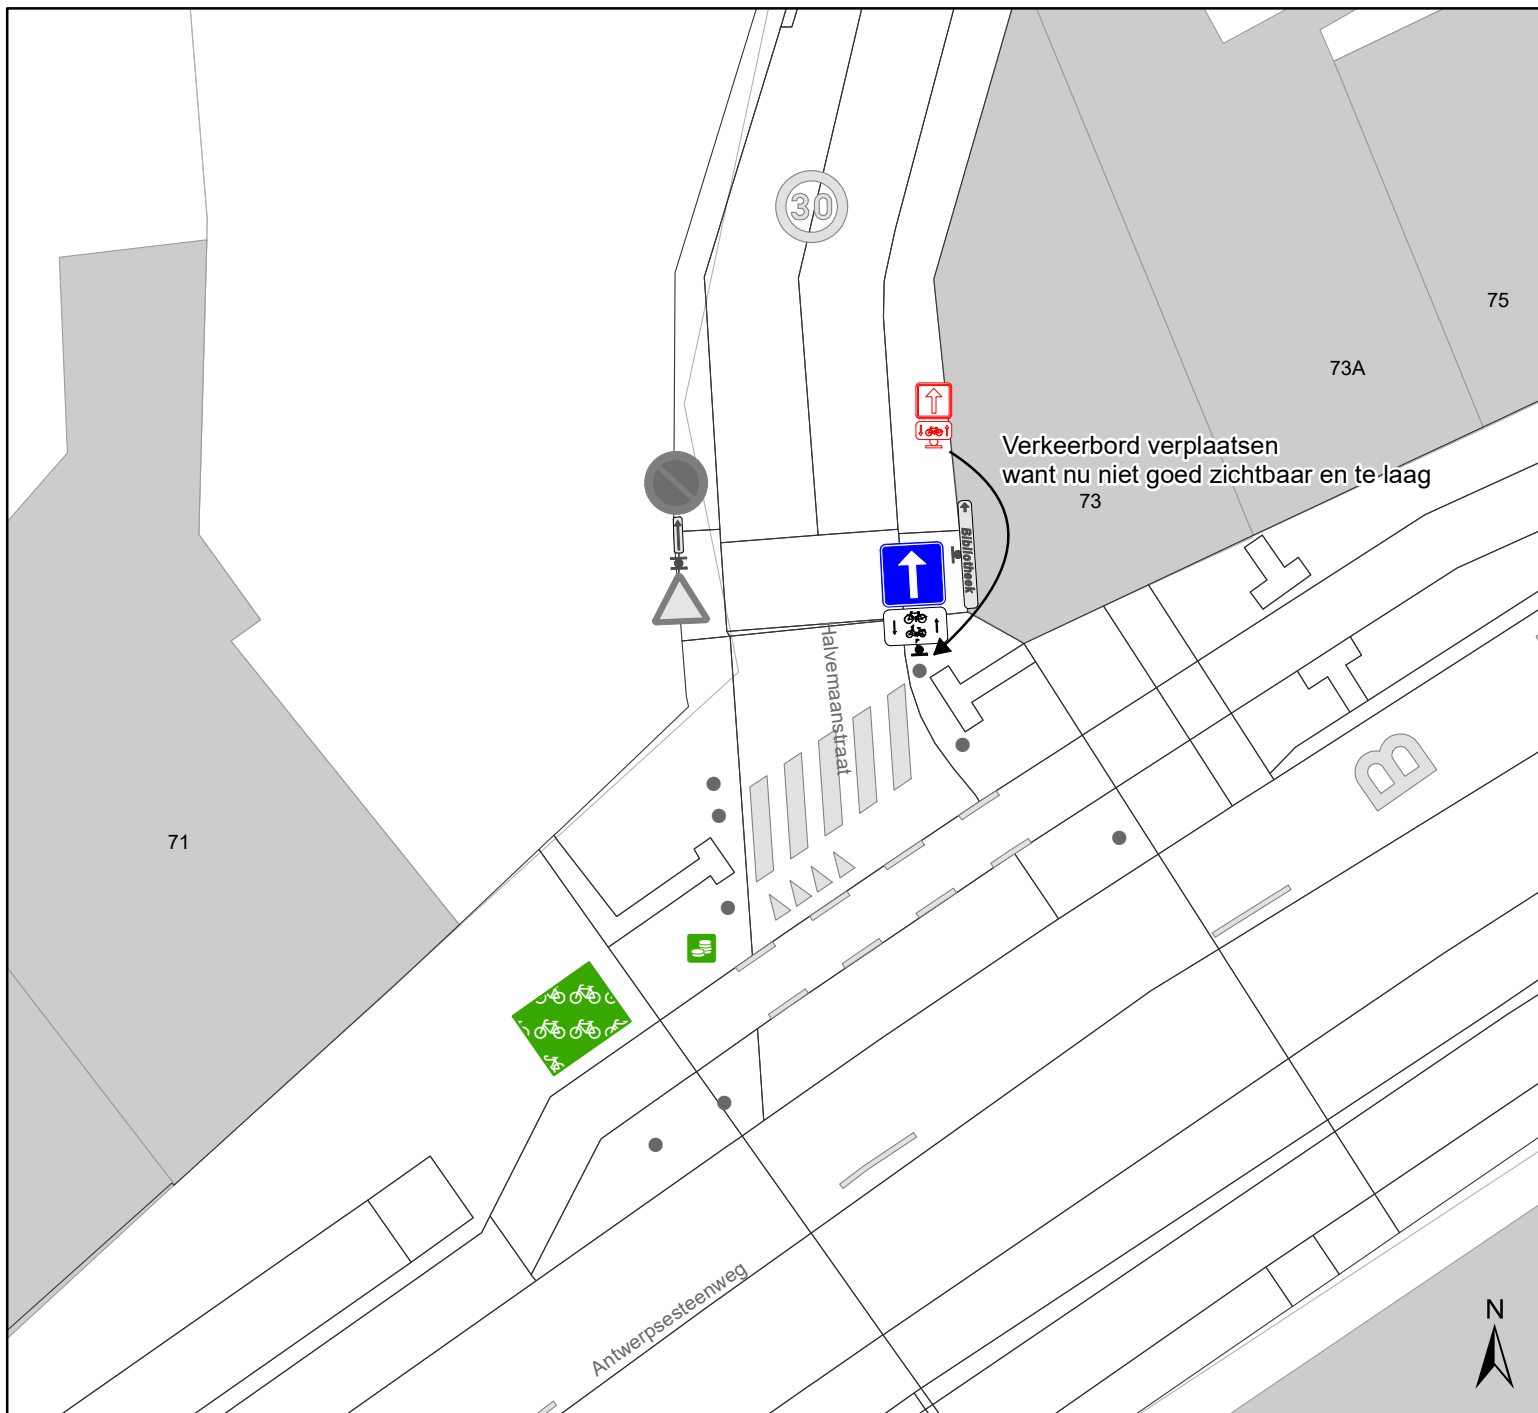 30
75
73A
Verkeerbord verplaatsen
want nu niet goed zichtbaar en te laag
73
Bibliotheek
Halvemaanstraat
B
71
Antwerpsesteenweg
N